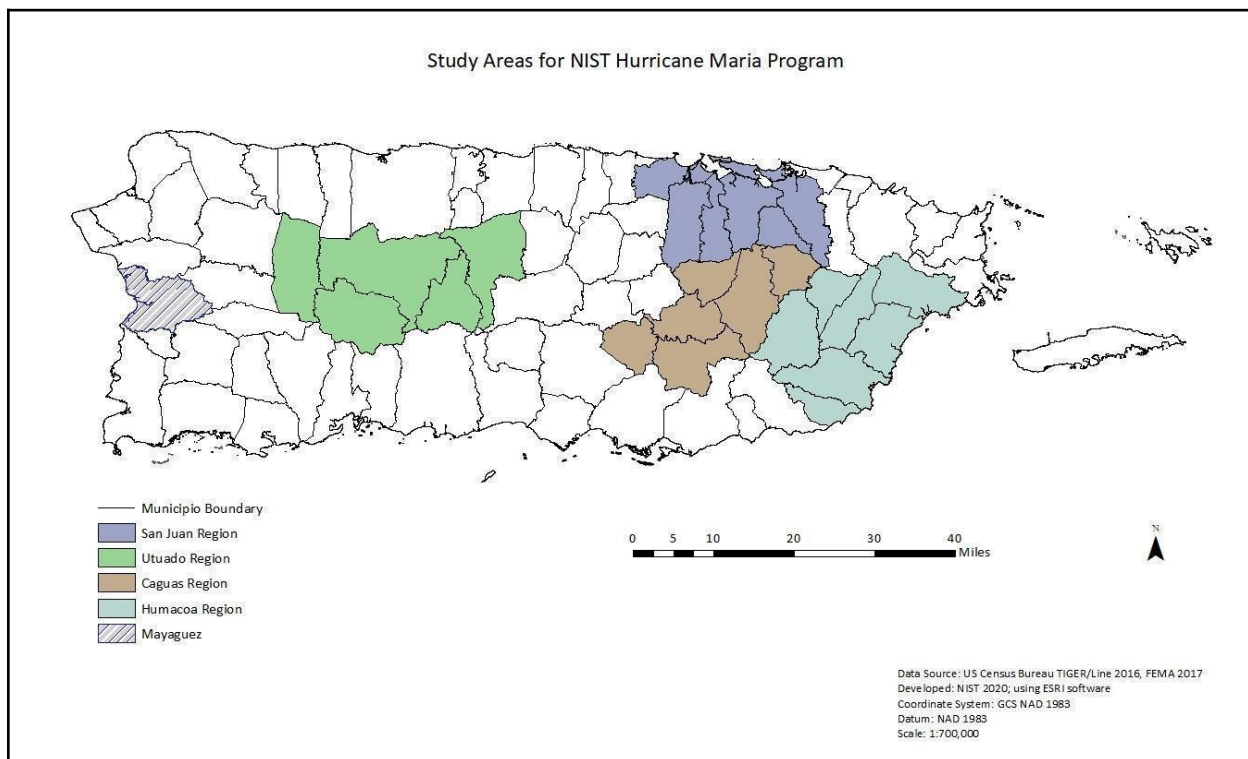 Study Areas for NIST Hurricane Maria Program
Municipio Boundary
San Juan Region
Utuado Region
Caguas Region
Humacoa Region
Mayaguez
0 5 10 20 30 40
Miles
N
Data Source: US Census Bureau TIGER/Line 2016, FEMA 2017
Developed: NIST 2020; using ESRI software
Coordinate System: GCS NAD 1983
Datum: NAD 1983
Scale: 1:700,000